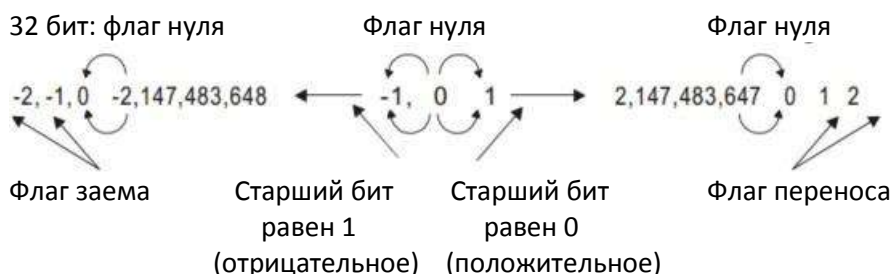 32 бит: флаг нуля Флаг нуля Флаг нуля
-2, -1, 0 -2,147,483,648 -1, 0 1 2,147,483,647 0 1 2
Флаг заема Старший бит Старший бит Флаг переноса
равен 1 равен 0
(отрицательное) (положительное)